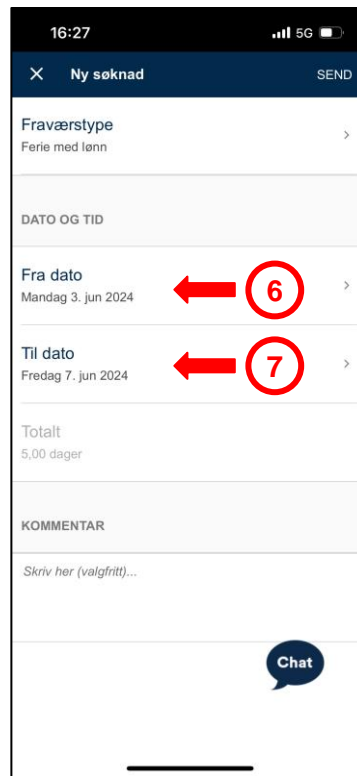 16:27
5G
Ny søknad
SEND
Fraværstype
Ferie med lønn
DATO OG TID
Fra dato
Mandag 3. jun 2024
6
Til dato
Fredag 7. jun 2024
7
Totalt
5,00 dager
KOMMENTAR
Skriv her (valgfritt)...
Chat